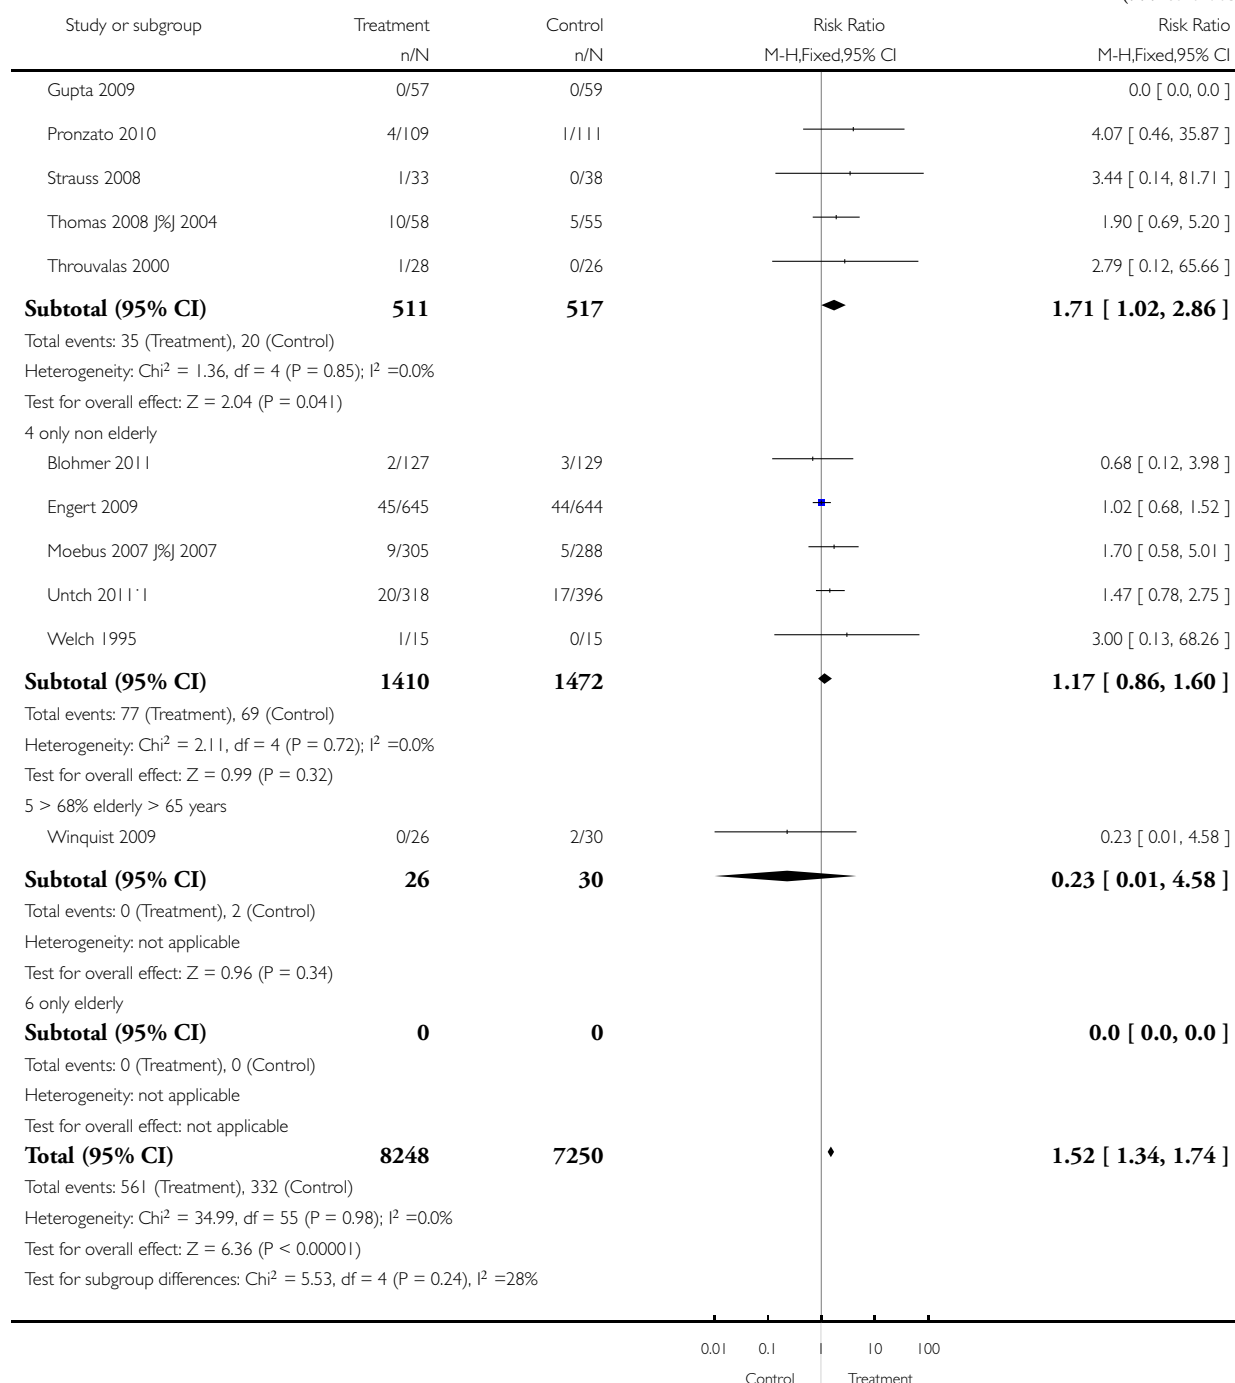 Study or subgroup Treatment Control Risk Ratio Risk Ratio
n/N n/N M-H,Fixed,95% CI M-H,Fixed,95% CI
Gupta 2009 0/57 0/59 0.0 [ 0.0, 0.0 ]
Pronzato 2010 4/109 1/111 4.07 [ 0.46, 35.87 ]
Strauss 2008 1/33 0/38 3.44 [ 0.14, 81.71 ]
Thomas 2008 J%J 2004 10/58 5/55 1.90 [ 0.69, 5.20 ]
Throuvalas 2000 1/28 0/26 2.79 [ 0.12, 65.66 ]
Subtotal (95% CI) 511 517 1.71 [ 1.02, 2.86 ]
Total events: 35 (Treatment), 20 (Control)
Heterogeneity: Chi² = 1.36, df = 4 (P = 0.85); I² =0.0%
Test for overall effect: Z = 2.04 (P = 0.041)
4 only non elderly
Blohmer 2011 2/127 3/129 0.68 [ 0.12, 3.98 ]
Engert 2009 45/645 44/644 1.02 [ 0.68, 1.52 ]
Moebus 2007 J%J 2007 9/305 5/288 1.70 [ 0.58, 5.01 ]
Untch 2011˙1 20/318 17/396 1.47 [ 0.78, 2.75 ]
Welch 1995 1/15 0/15 3.00 [ 0.13, 68.26 ]
Subtotal (95% CI) 1410 1472 1.17 [ 0.86, 1.60 ]
Total events: 77 (Treatment), 69 (Control)
Heterogeneity: Chi² = 2.11, df = 4 (P = 0.72); I² =0.0%
Test for overall effect: Z = 0.99 (P = 0.32)
5 > 68% elderly > 65 years
Winquist 2009 0/26 2/30 0.23 [ 0.01, 4.58 ]
Subtotal (95% CI) 26 30 0.23 [ 0.01, 4.58 ]
Total events: 0 (Treatment), 2 (Control)
Heterogeneity: not applicable
Test for overall effect: Z = 0.96 (P = 0.34)
6 only elderly
Subtotal (95% CI) 0 0 0.0 [ 0.0, 0.0 ]
Total events: 0 (Treatment), 0 (Control)
Heterogeneity: not applicable
Test for overall effect: not applicable
Total (95% CI) 8248 7250 1.52 [ 1.34, 1.74 ]
Total events: 561 (Treatment), 332 (Control)
Heterogeneity: Chi² = 34.99, df = 55 (P = 0.98); I² =0.0%
Test for overall effect: Z = 6.36 (P < 0.00001)
Test for subgroup differences: Chi² = 5.53, df = 4 (P = 0.24), I² =28%
0.01 0.1 1 10 100
Control Treatment